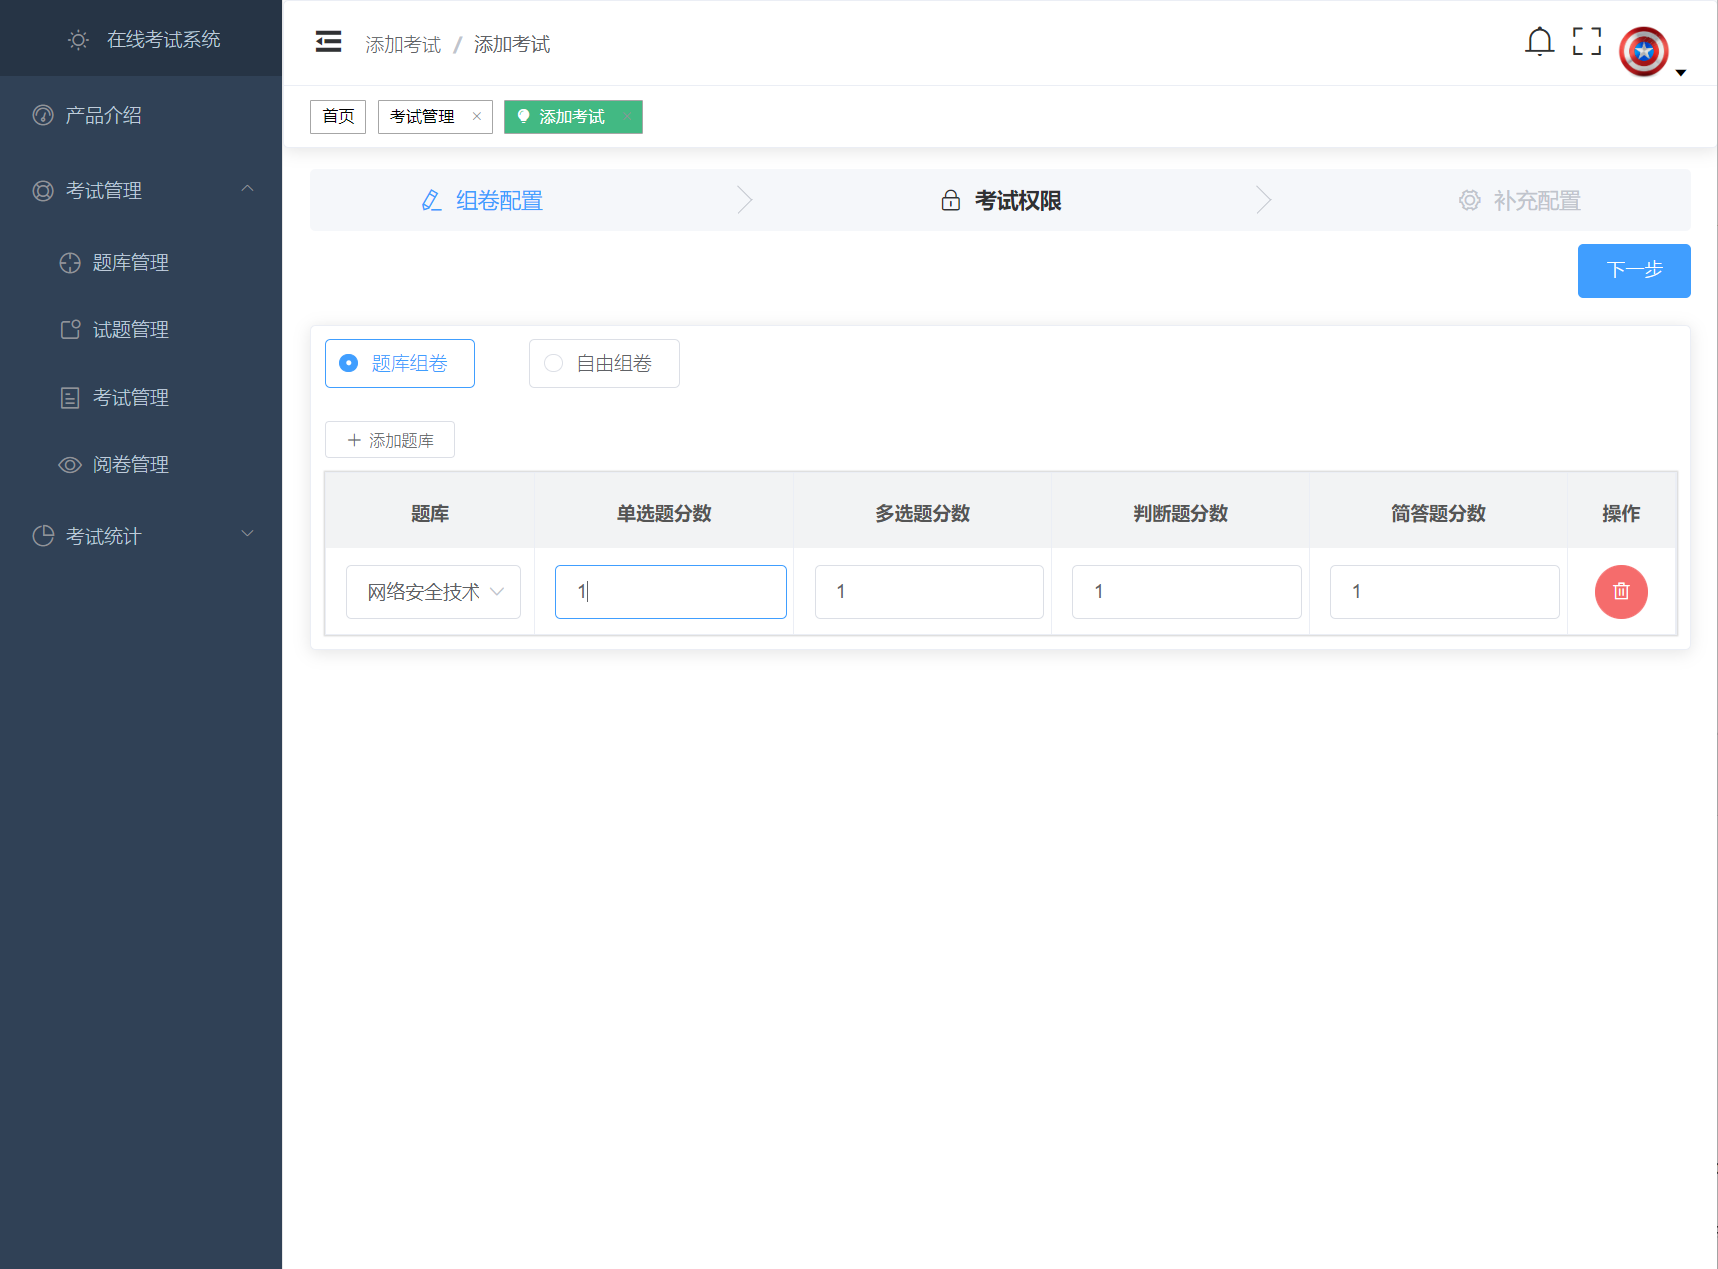 在线考试系统
产品介绍
考试管理
题库管理
试题管理
考试管理
阅卷管理
考试统计
添加考试 / 添加考试
首页 考试管理 × 添加考试
组卷配置 考试权限 补充配置
下一步
题库组卷 自由组卷
+ 添加题库
题库 单选题分数 多选题分数 判断题分数 简答题分数 操作
网络安全技术 1 1 1 1